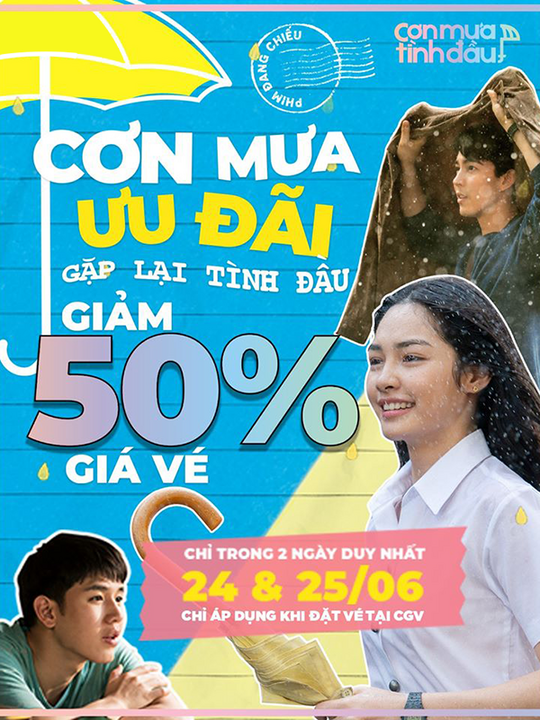 PHIM ĐANG CHIẾU
cơn mưa
tình đầu
CƠN MƯA
ƯU ĐÃI
GẶP LẠI TÌNH ĐẦU
GIẢM
50%
GIÁ VÉ
CHỈ TRONG 2 NGÀY DUY NHẤT
24 & 25/06
CHỈ ÁP DỤNG KHI ĐẶT VÉ TẠI CGV